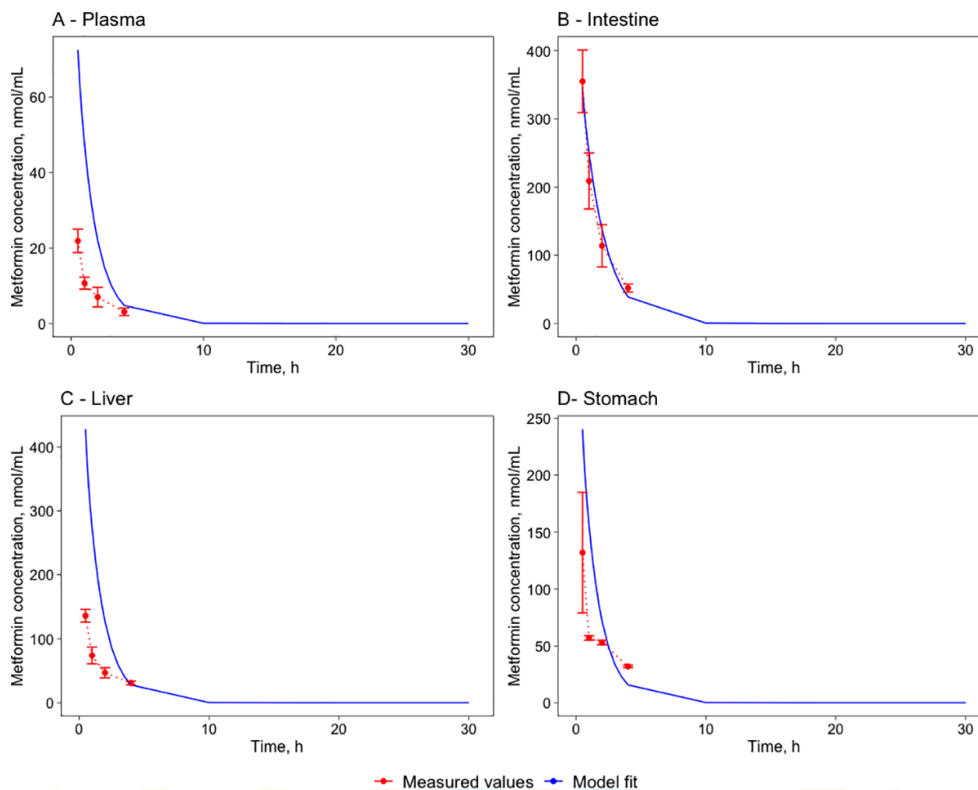 A - Plasma
Metformin concentration, nmol/mL
60
40
20
0
0 10 20 30
Time, h
B - Intestine
Metformin concentration, nmol/mL
400
300
200
100
0
0 10 20 30
Time, h
C - Liver
Metformin concentration, nmol/mL
400
300
200
100
0
0 10 20 30
Time, h
D- Stomach
Metformin concentration, nmol/mL
250
200
150
100
50
0
0 10 20 30
Time, h
Measured values Model fit